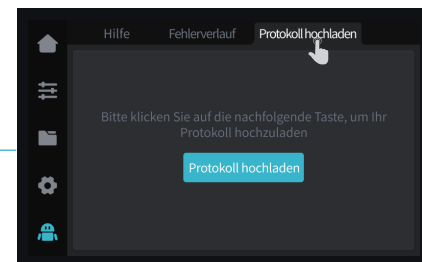 Hilfe Fehlerverlauf Protokoll hochladen
Bitte klicken Sie auf die nachfolgende Taste, um Ihr
Protokoll hochzuladen
Protokoll hochladen